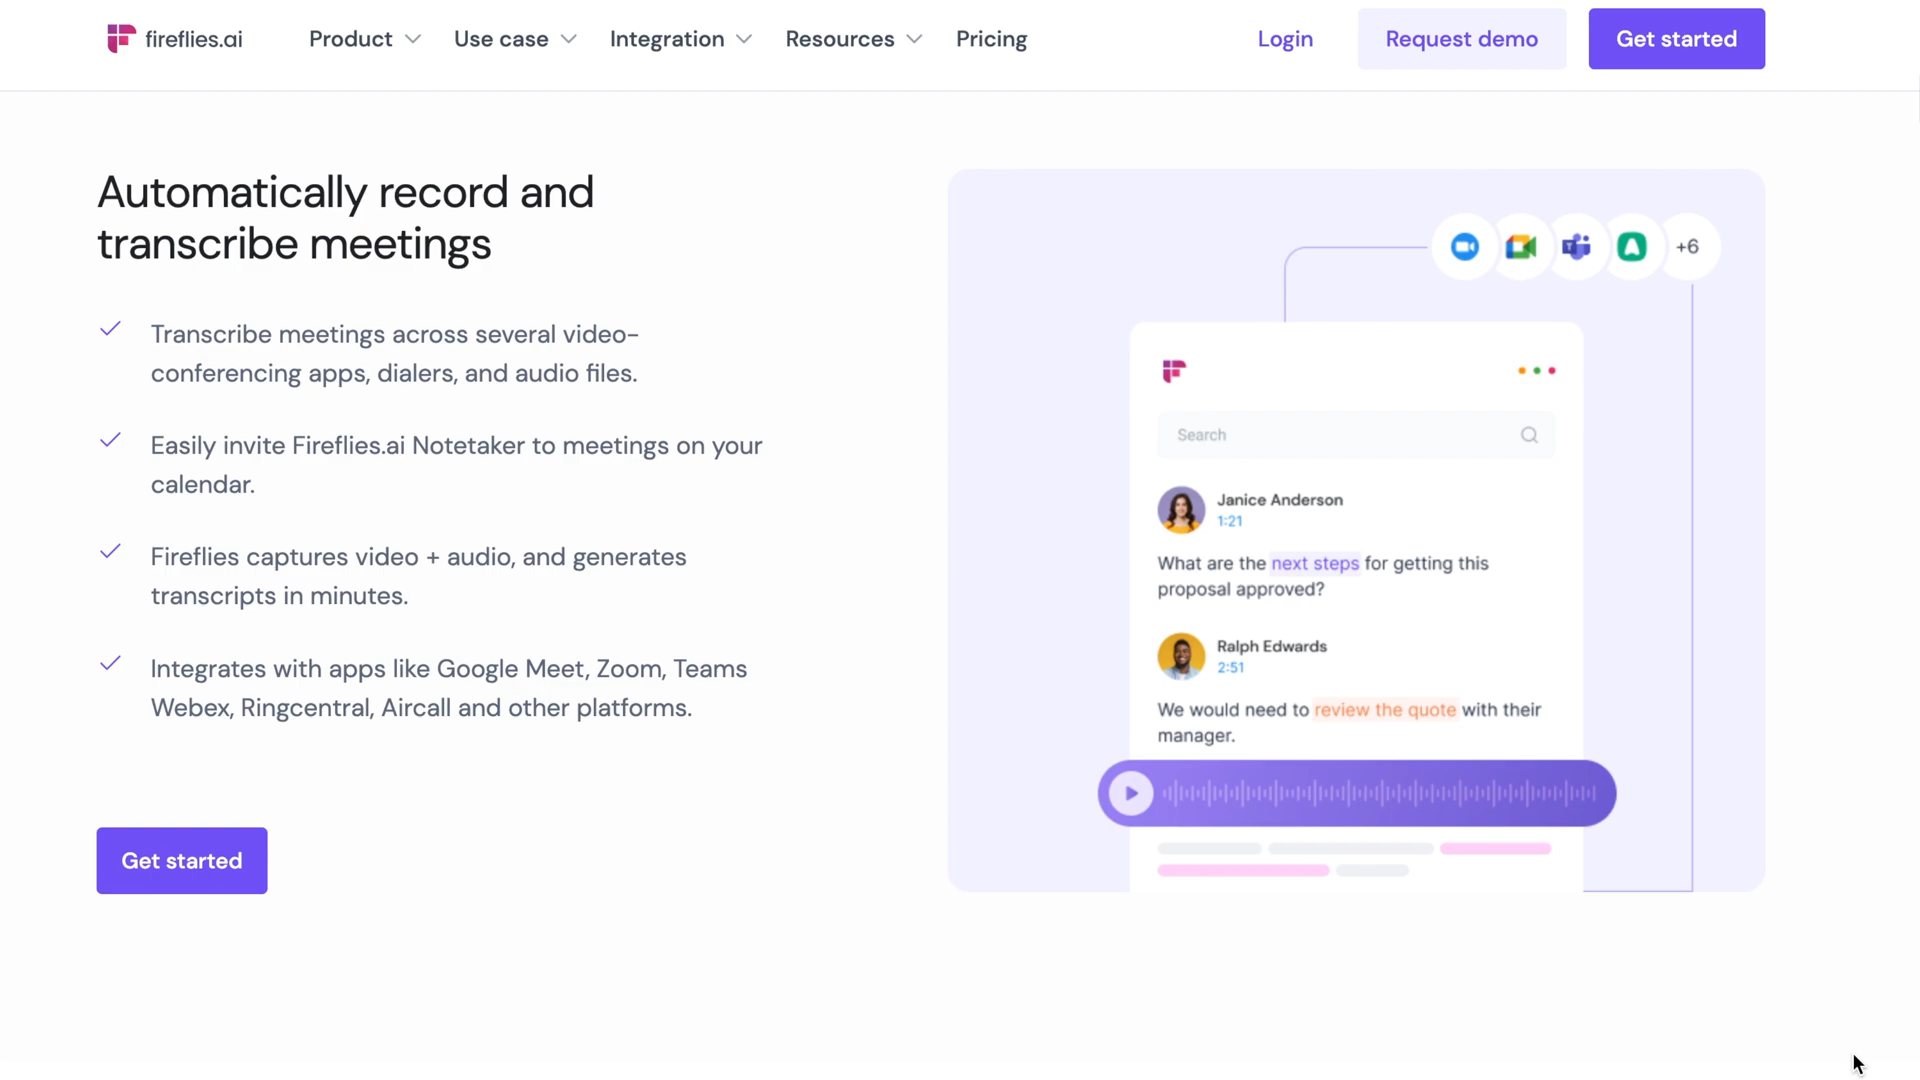 fireflies.ai
Product
Use case
Integration
Resources
Pricing
Login
Request demo
Get started
Automatically record and
transcribe meetings
Transcribe meetings across several video-
conferencing apps, dialers, and audio files.
Easily invite Fireflies.ai Notetaker to meetings on your
calendar.
Fireflies captures video + audo, and generates
transcripts in minutes.
Integrates with apps like Google Meet, Zoom, Teams
Webex, Ringcentral, Aircall and other platforms.
Get started
+6
Search
Janice Anderson
1:21
What are the next steps for getting this
proposal approved?
Ralph Edwards
2:51
We would need to review the quote with their
manager.